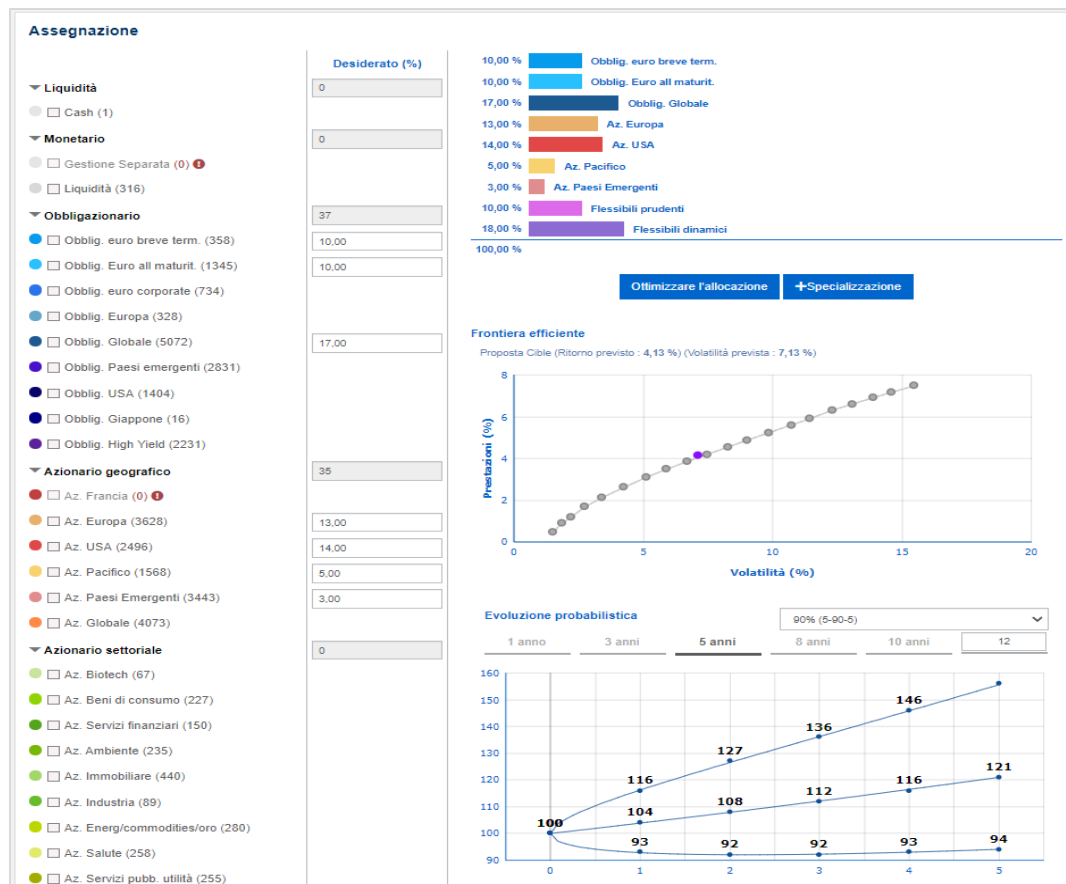 Assegnazione
Desiderato (%)
Liquidità
0
Cash (1)
Monetario
0
Gestione Separata (0)
Liquidità (316)
Obbligazionario
37
Obblig. euro breve term. (358)
10,00
Obblig. Euro all maturit. (1345)
10,00
Obblig. euro corporate (734)
Obblig. Europa (328)
Obblig. Globale (5072)
17,00
Obblig. Paesi emergenti (2831)
Obblig. USA (1404)
Obblig. Giappone (16)
Obblig. High Yield (2231)
Azionario geografico
35
Az. Francia (0)
Az. Europa (3628)
13,00
Az. USA (2496)
14,00
Az. Pacifico (1568)
5,00
Az. Paesi Emergenti (3443)
3,00
Az. Globale (4073)
Azionario settoriale
0
Az. Biotech (67)
Az. Beni di consumo (227)
Az. Servizi finanziari (150)
Az. Ambiente (235)
Az. Immobiliare (440)
Az. Industria (89)
Az. Energ/commodities/oro (280)
Az. Salute (258)
Az. Servizi pubb. utilità (255)
10,00 % Obblig. euro breve term.
10,00 % Obblig. Euro all maturit.
17,00 % Obblig. Globale
13,00 % Az. Europa
14,00 % Az. USA
5,00 % Az. Pacifico
3,00 % Az. Paesi Emergenti
10,00 % Flessibili prudenti
18,00 % Flessibili dinamici
100,00 %
Ottimizzare l'allocazione
+Specializzazione
Frontiera efficiente
Proposta Cible (Ritorno previsto : 4,13 %) (Volatilità prevista : 7,13 %)
Prestazioni (%)
8
6
4
2
0
0 5 10 15 20
Volatilità (%)
Evoluzione probabilistica
90% (5-90-5)
1 anno 3 anni 5 anni 8 anni 10 anni 12
160
150
140
130
120
110
100
90
100
116 127 136 146
104 108 112 116 121
93 92 92 93 94
0 1 2 3 4 5